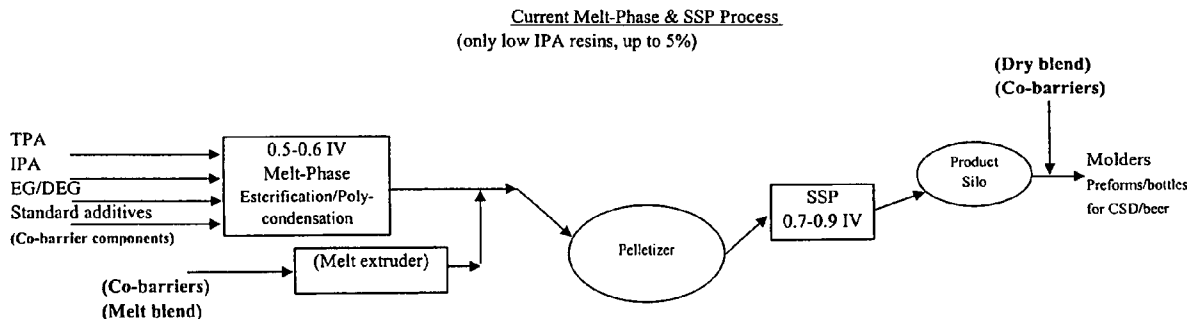 Current Melt-Phase & SSP Process
(only low IPA resins, up to 5%)
(Dry blend)
(Co-barriers)
TPA
IPA
EG/DEG
Standard additives
(Co-barrier components)
0.5-0.6 IV
Melt-Phase
Esterification/Poly-
condensation
(Melt extruder)
(Co-barriers)
(Melt blend)
Pelletizer
SSP
0.7-0.9 IV
Product
Silo
Molders
Preforms/bottles
for CSD/beer